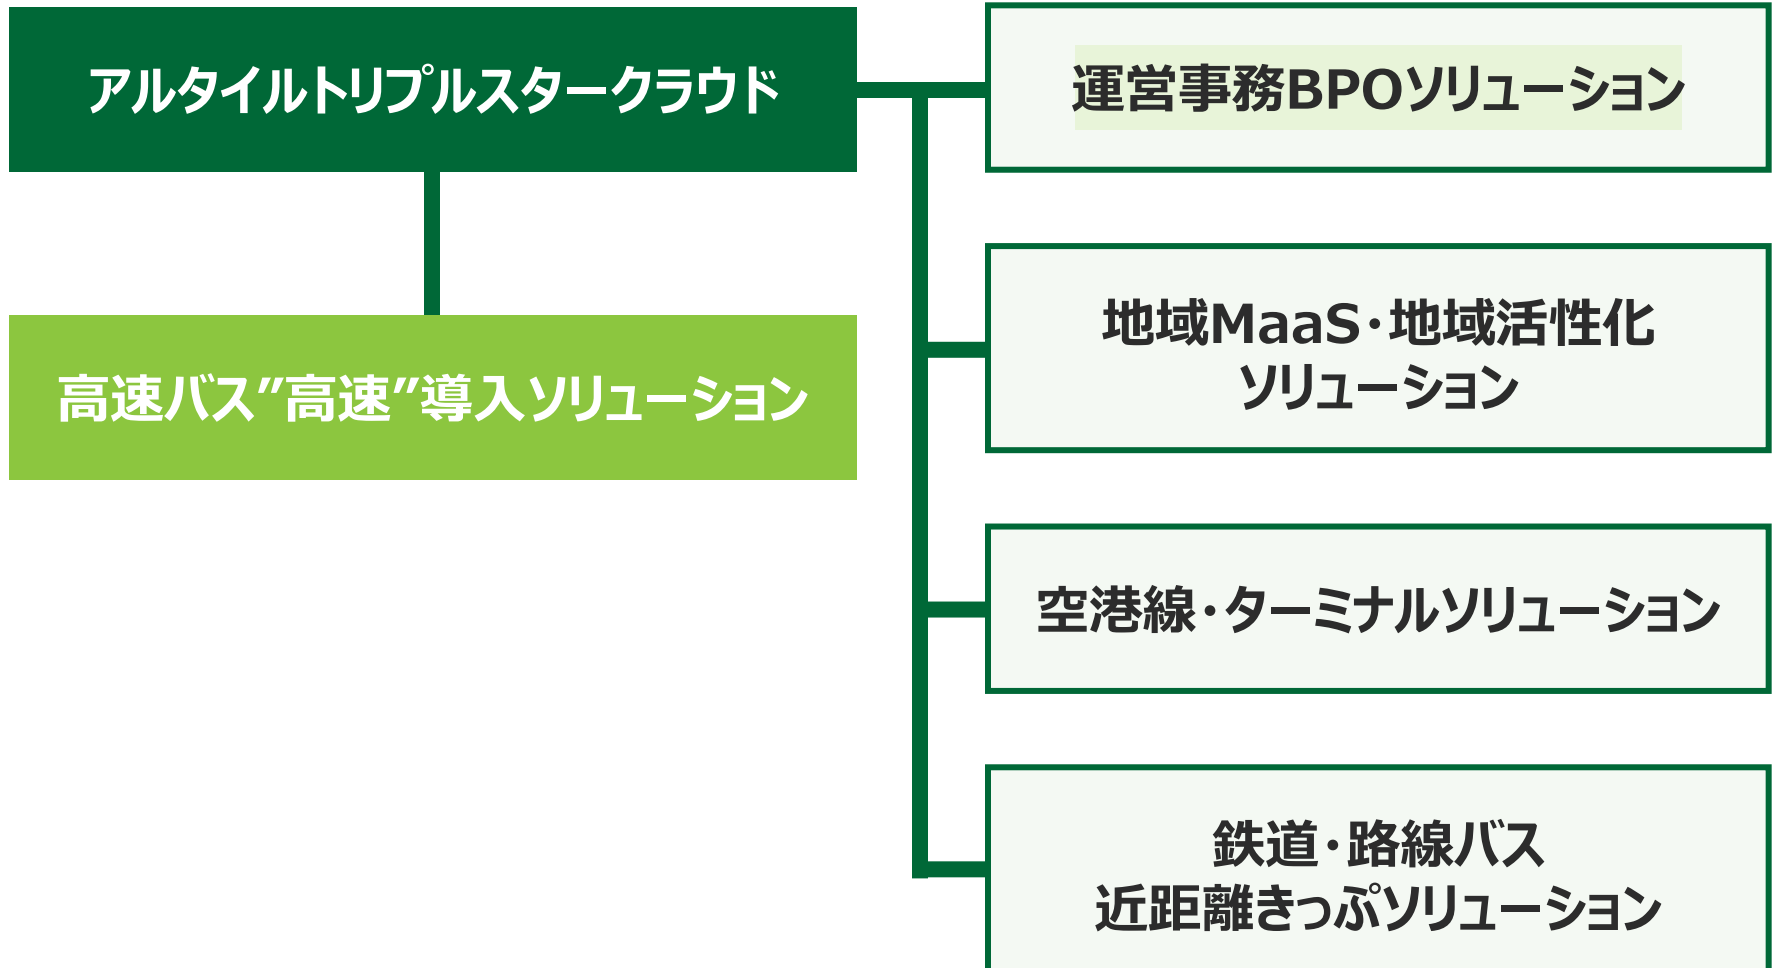 アルタイルトリプルスタークラウド
高速バス”高速”導入ソリューション
運営事務BPOソリューション
地域MaaS・地域活性化
ソリューション
空港線・ターミナルソリューション
鉄道・路線バス
近距離きっぷソリューション